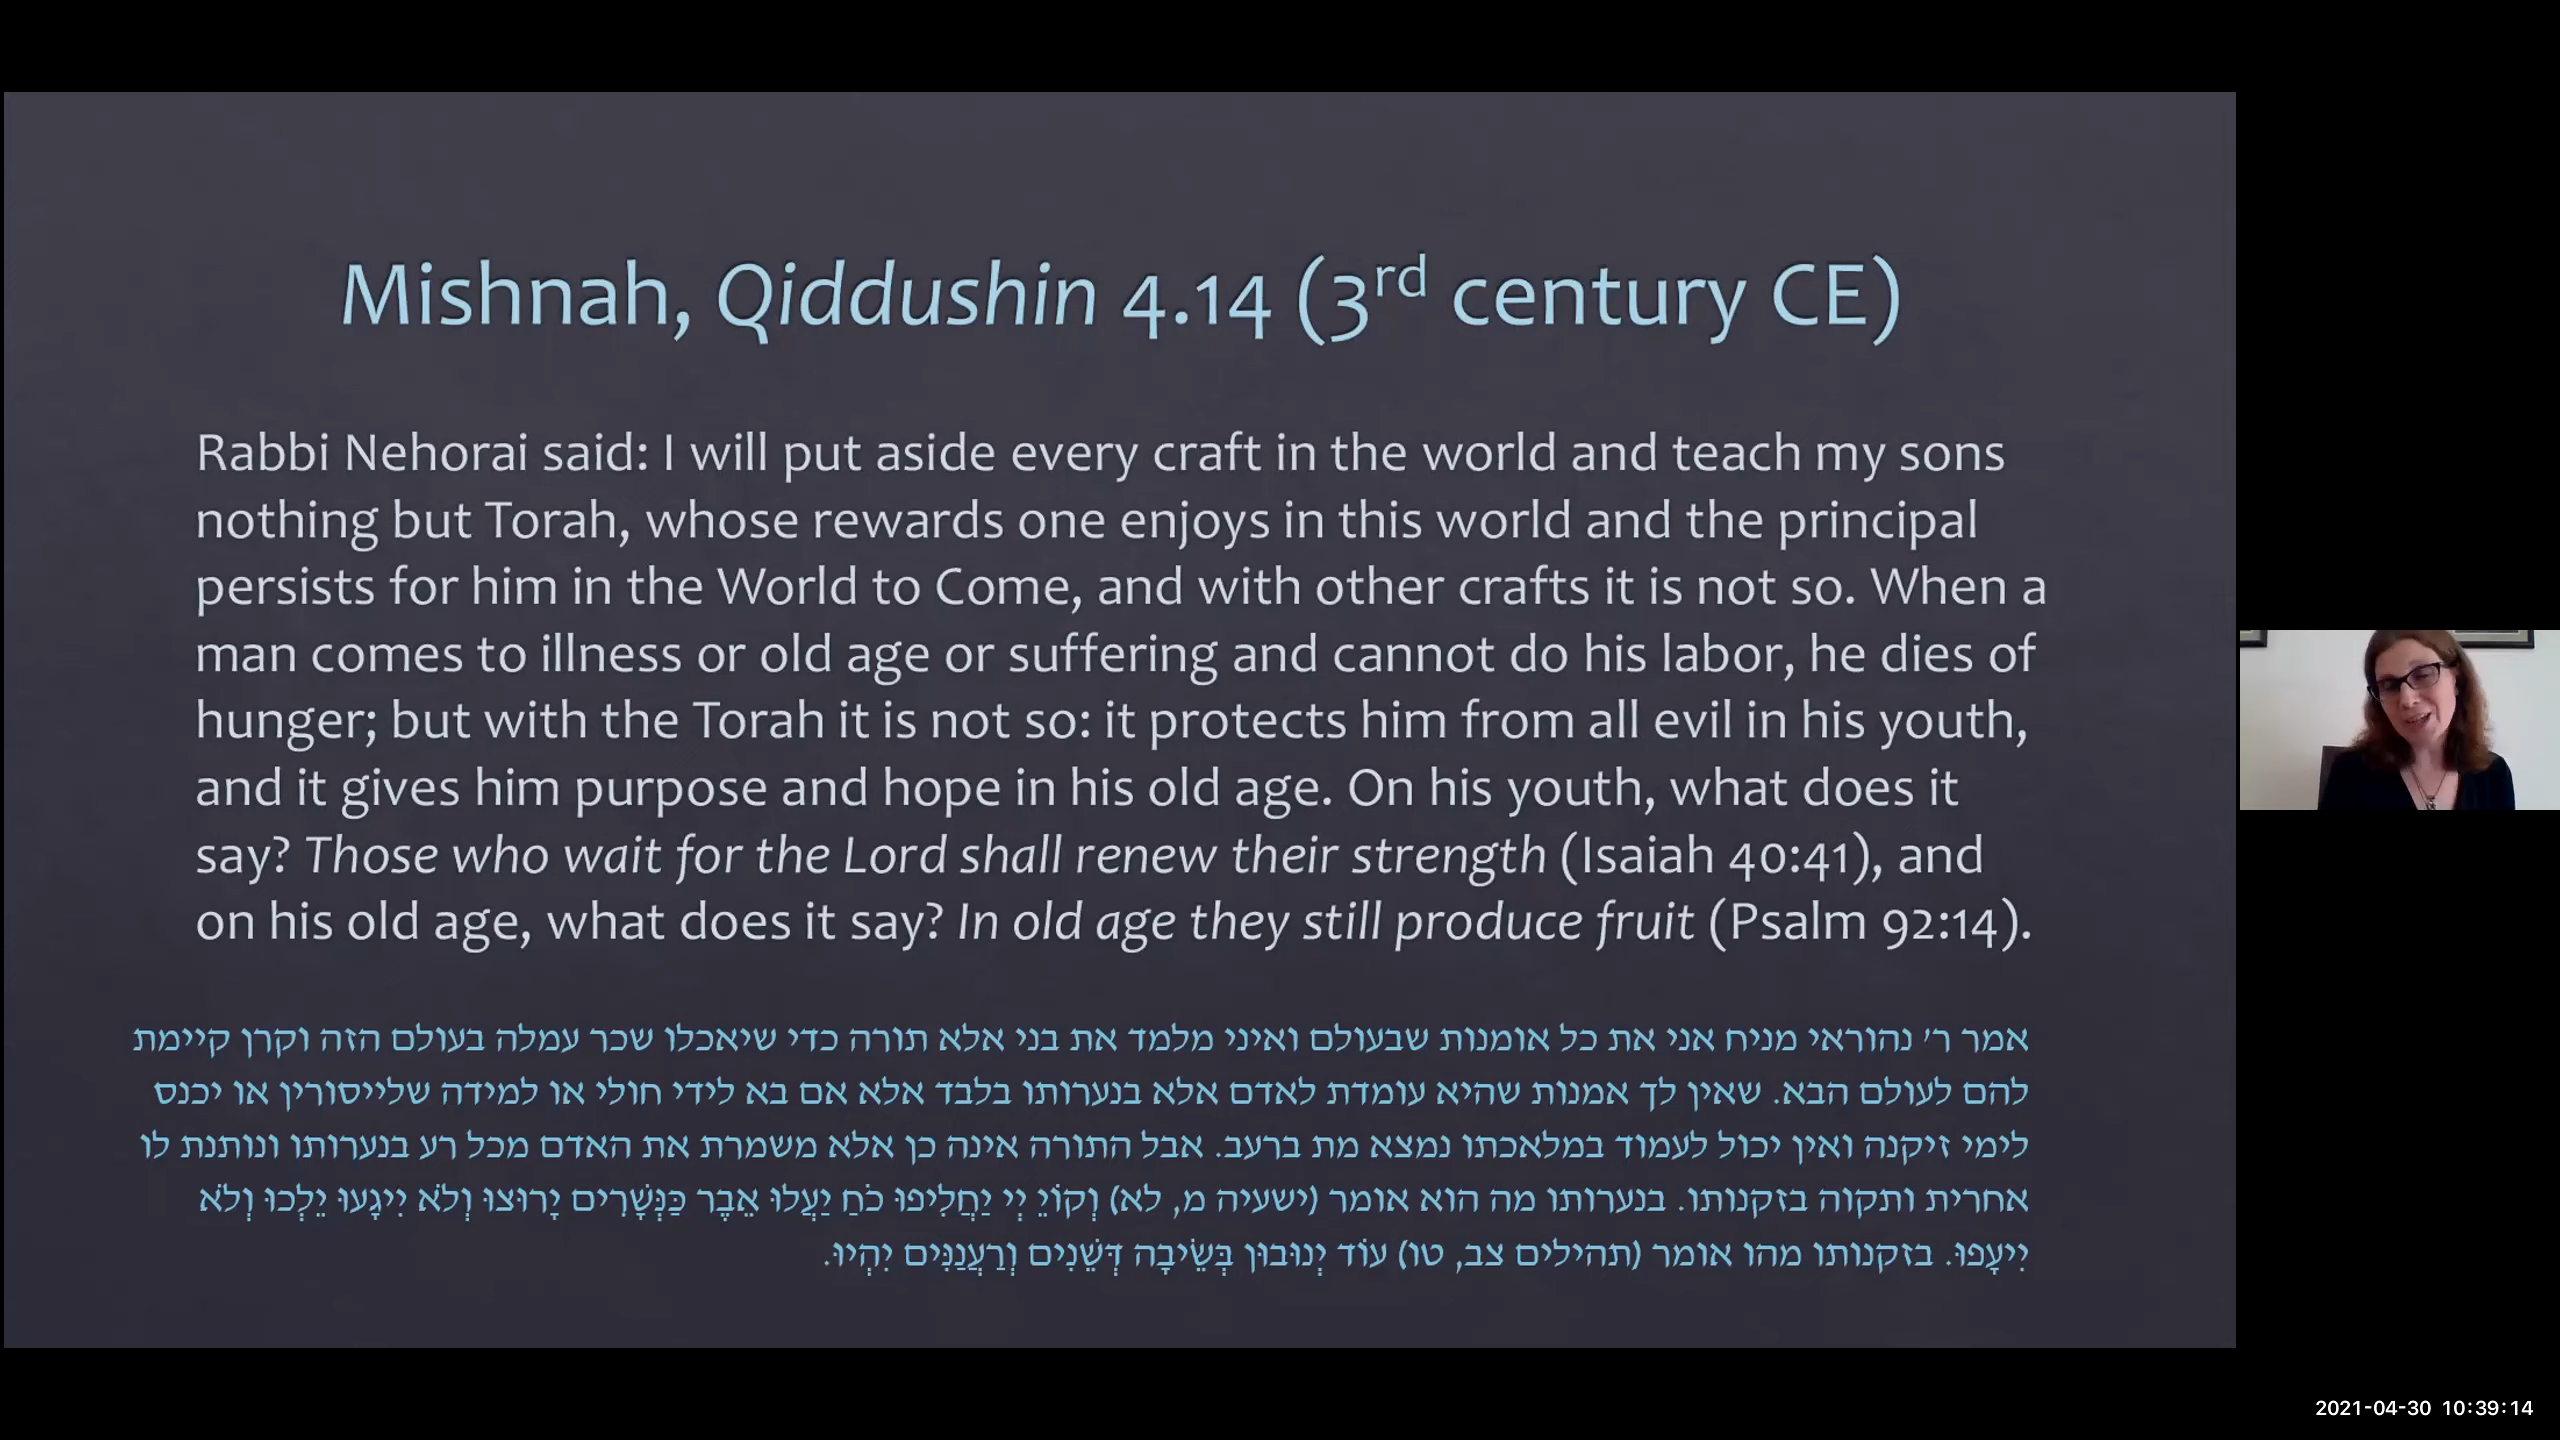 Mishnah, Qiddushin 4.14 (3rd century CE)
Rabbi Nehorai said: I will put aside every craft in the world and teach my sons
nothing but Torah, whose rewards one enjoys in this world and the principal
persists for him in the World to Come, and with other crafts it is not so. When a
man comes to illness or old age or suffering and cannot do his labor, he dies of
hunger; but with the Torah it is not so: it protects him from all evil in his youth,
and it gives him purpose and hope in his old age. On his youth, what does it
say? Those who wait for the Lord shall renew their strength (Isaiah 40:41), and
on his old age, what does it say? In old age they still produce fruit (Psalm 92:14).
אמר ר' נהוראי מניח אני את כל אומנות שבעולם ואיני מלמד את בני אלא תורה כדי שיאכלו שכר עמלה בעולם הזה וקרן קיימת
להם לעולם הבא. שאין לך אמנות שהיא עומדת לאדם אלא בנערותו בלבד אלא אם בא לידי חולי או למידה שלייסורין או יכנס
לימי זיקנה ואין יכול לעמוד במלאכתו נמצא מת ברעב. אבל התורה אינה כן אלא משמרת את האדם מכל רע בנערותו ונותנת לו
אחרית ותקוה בזקנותו. בנערותו מה הוא אומר (ישעיה מ, לא) וְקוֹיֵ יְי יַחֲלִיפוּ כֹחַ יַעֲלוּ אֵבֶר כַּנְּשָׁרִים יָרוּצוּ וְלֹא יִיגָעוּ יֵלְכוּ וְלֹא
יִיעָפוּ. בזקנותו מהו אומר (תהילים צב, טו) עוֹד יְנוּבוּן בְּשֵׂיבָה דְּשֵׁנִים וְרַעֲנַנִּים יִהְיוּ.
2021-04-30 10:39:14